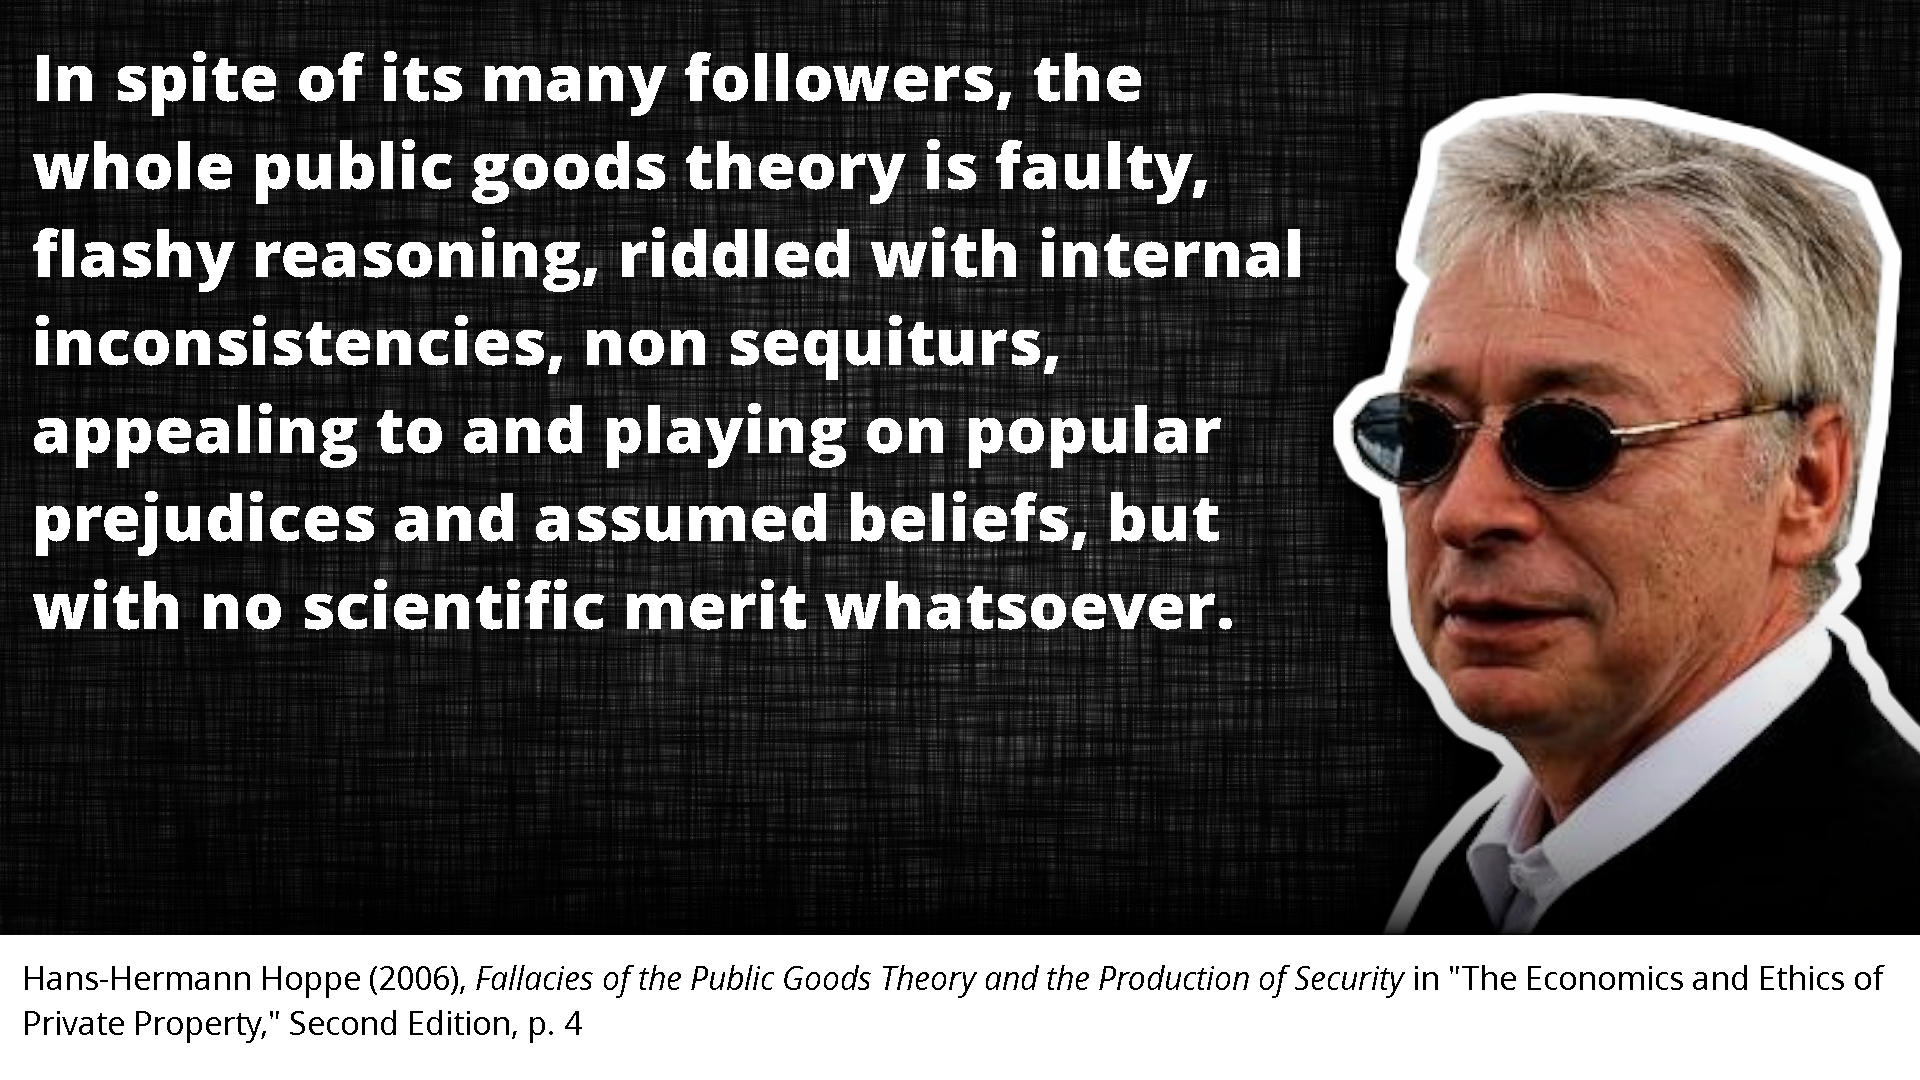 In spite of its many followers, the
whole public goods theory is faulty,
flashy reasoning, riddled with internal
inconsistencies, non sequiturs,
appealing to and playing on popular
prejudices and assumed beliefs, but
with no scientific merit whatsoever.
Hans-Hermann Hoppe (2006), Fallacies of the Public Goods Theory and the Production of Security in "The Economics and Ethics of
Private Property," Second Edition, p. 4